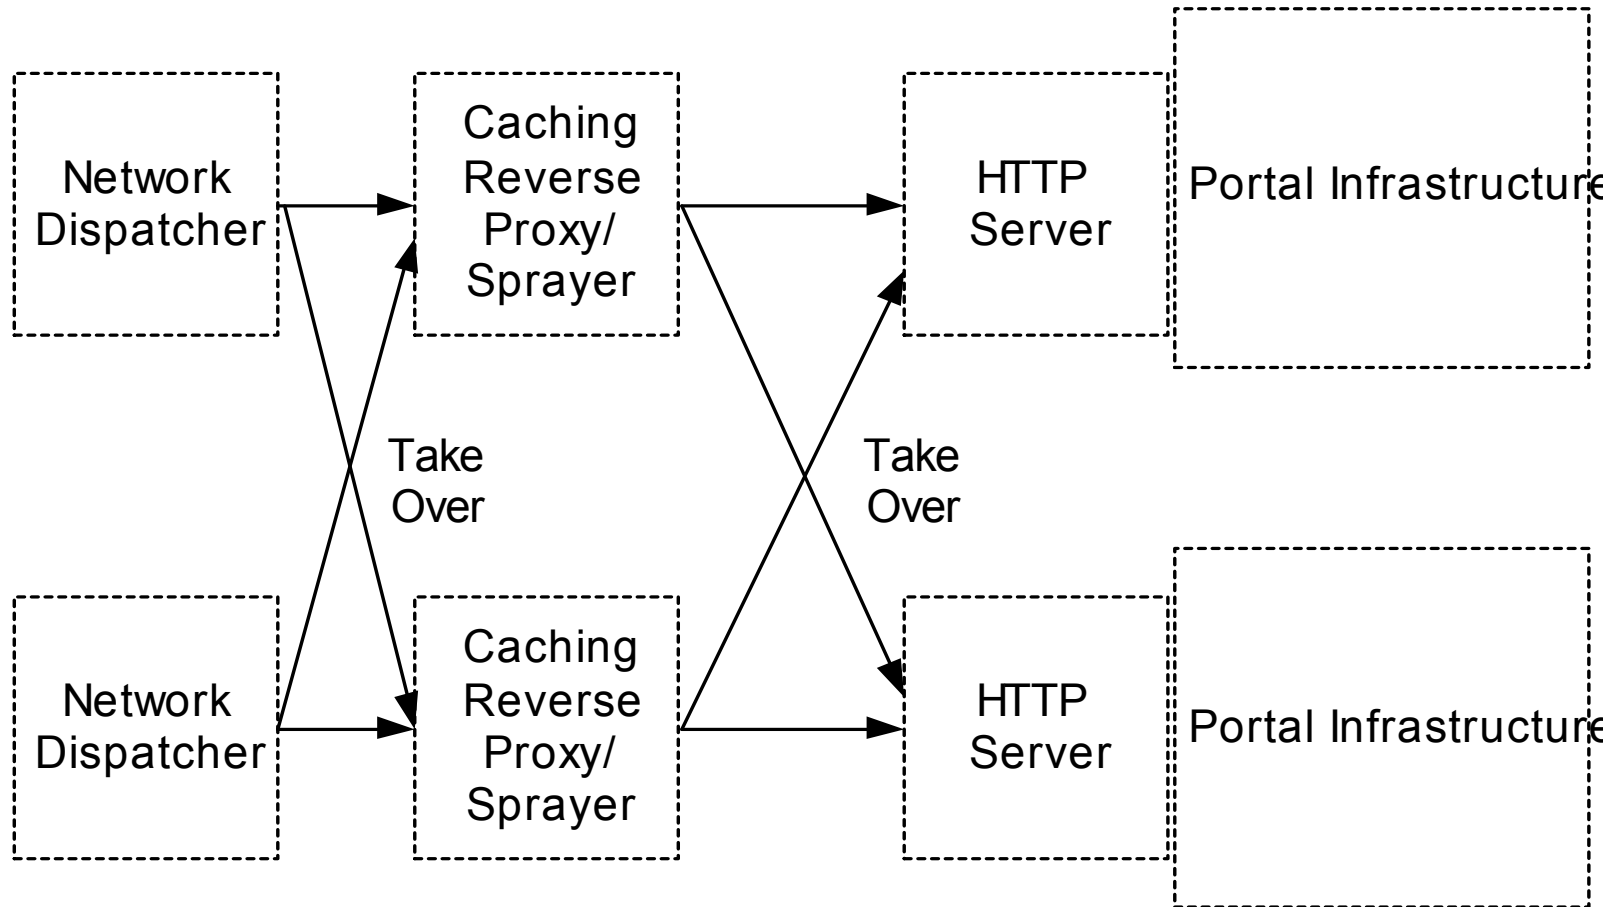 Network
Dispatcher
Caching
Reverse
Proxy/
Sprayer
HTTP
Server
Portal Infrastructure
Take
Over
Take
Over
Network
Dispatcher
Caching
Reverse
Proxy/
Sprayer
HTTP
Server
Portal Infrastructure